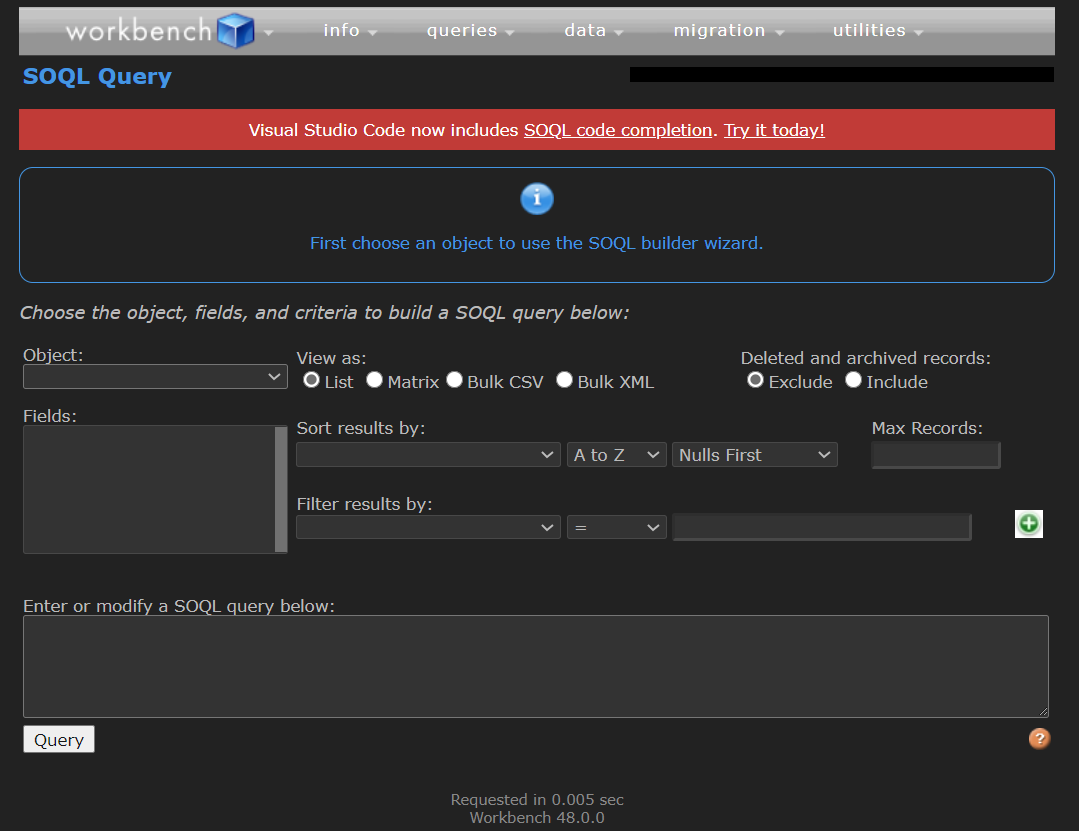 workbench info queries data migration utilities
SOQL Query
Visual Studio Code now includes SOQL code completion. Try it today!
i
First choose an object to use the SOQL builder wizard.
Choose the object, fields, and criteria to build a SOQL query below:
Object:
View as:
List Matrix Bulk CSV Bulk XML
Deleted and archived records:
Exclude Include
Fields:
Sort results by:
A to Z Nulls First
Max Records:
Filter results by:
=
Enter or modify a SOQL query below:
Query
?
Requested in 0.005 sec
Workbench 48.0.0